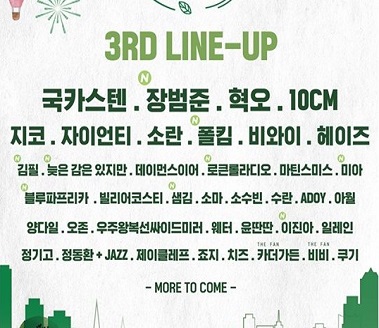 3RD LINE-UP
N
국카스텐 . 장범준 . 혁오 . 10CM
N
지코 . 자이언티 . 소란 . 폴킴 . 비와이 . 헤이즈
N N N N
김필 . 늦은 감은 있지만 . 데이먼스이어 . 로큰롤라디오 . 마틴스미스 . 미아
N N
블루파프리카 . 빌리어코스티 . 샘김 . 소마 . 소수빈 . 수란 . ADOY . 아월
N
양다일 . 오존 . 우주왕복선싸이드미러 . 웨터 . 윤딴딴 . 이진아 . 일레인
THE FAN THE FAN
정기고 . 정동환 + JAZZ . 제이클레프 . 죠지 . 치즈 . 카더가든 . 비비 . 쿠기
– MORE TO COME –